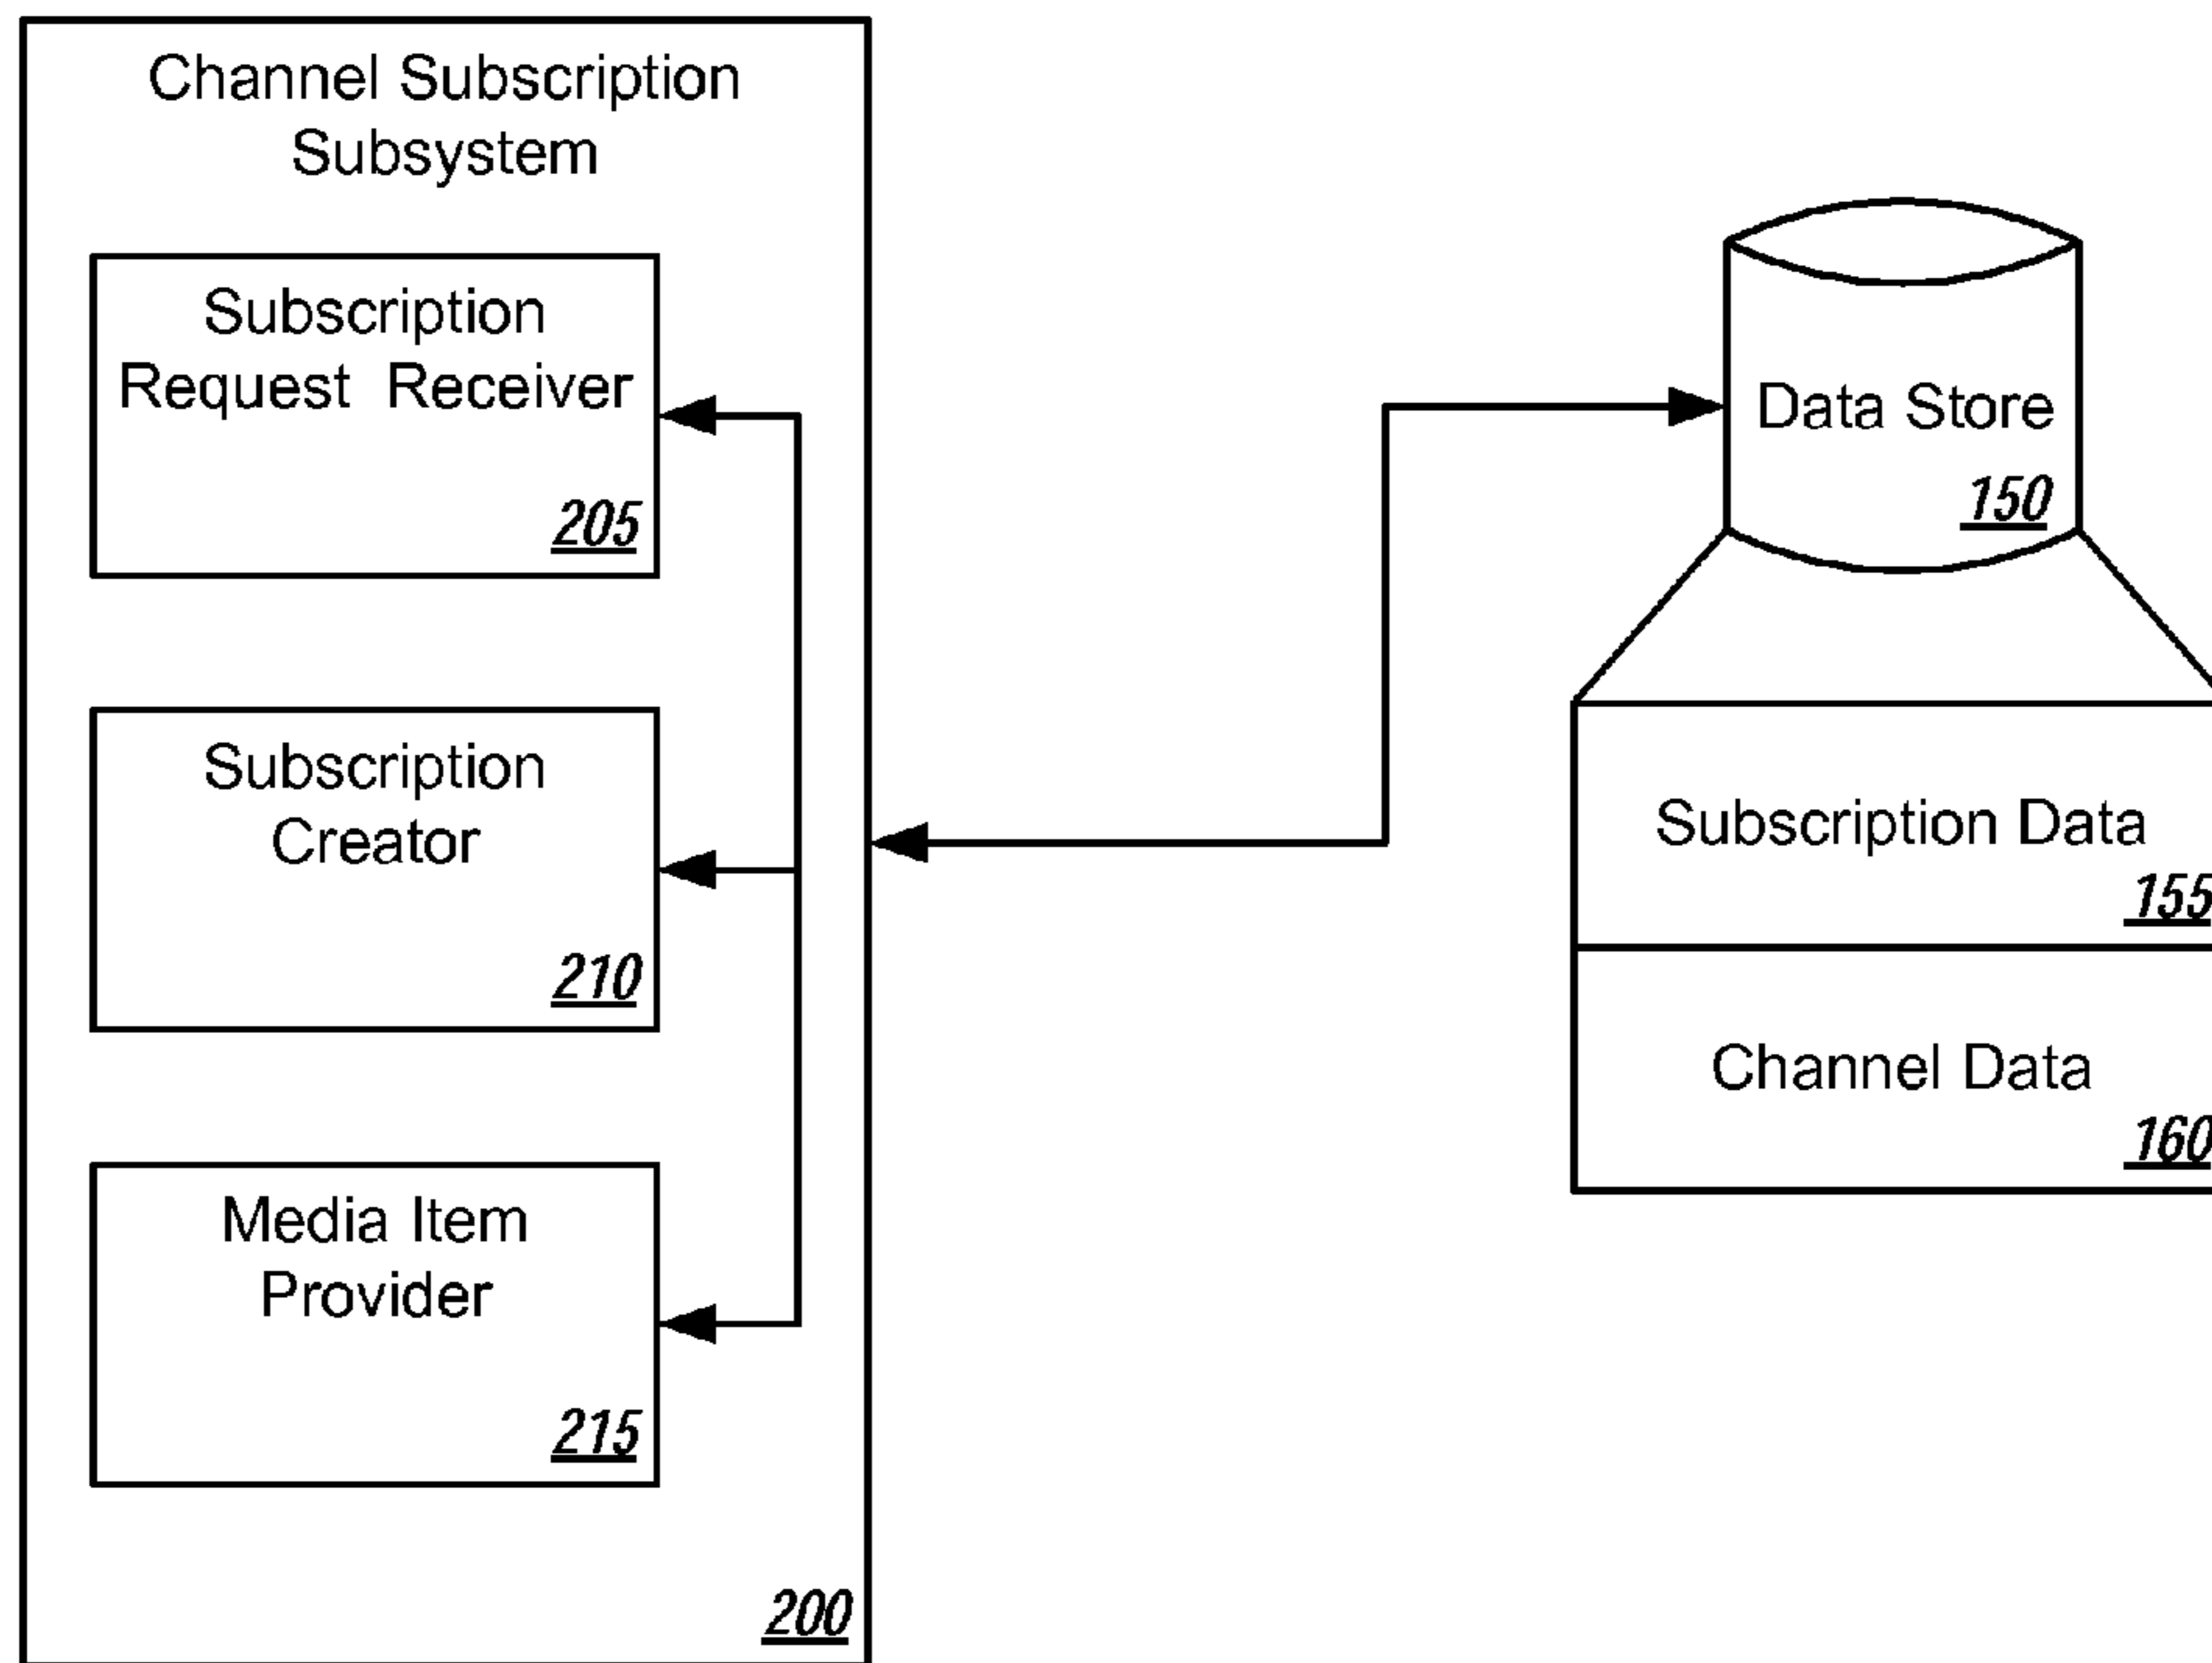 Channel Subscription
Subsystem
Subscription
Request Receiver
205
Subscription
Creator
210
Media Item
Provider
215
200
Data Store
150
Subscription Data
155
Channel Data
160